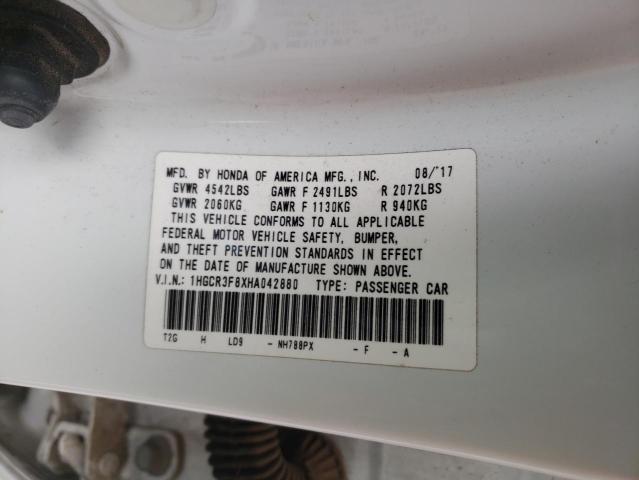 MFD. BY HONDA OF AMERICA MFG., INC. 08/'17
GVWR 4542LBS GAWR F 2491LBS R 2072LBS
GVWR 2060KG GAWR F 1130KG R 940KG
THIS VEHICLE CONFORMS TO ALL APPLICABLE
FEDERAL MOTOR VEHICLE SAFETY, BUMPER,
AND THEFT PREVENTION STANDARDS IN EFFECT
ON THE DATE OF MANUFACTURE SHOWN ABOVE.
V.I.N.: 1HGCR3F8XHA042880 TYPE: PASSENGER CAR
T2G H LD9 - NH788PX - F - A